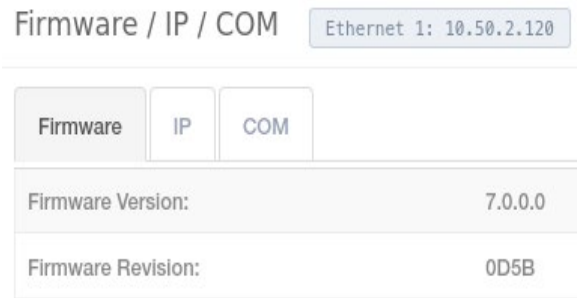 Firmware / IP / COM Ethernet 1: 10.50.2.120
Firmware IP COM
Firmware Version: 7.0.0.0
Firmware Revision: 0D5B